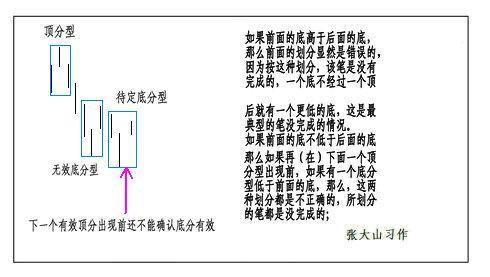 顶分型
待定底分型
无效底分型
下一个有效顶分出现前还不能确认底分有效
如果前面的底高于后面的底,
那么前面的划分显然是错误的,
因为按这种划分, 该笔是没有
完成的, 一个底不经过一个顶
后就有一个更低的底, 这是最
典型的笔没完成的情况。
如果前面的底不低于后面的底
那么如果再（在）下面一个顶
分型出现前, 如果有一个底分
型低于前面的底, 那么, 这两
种划分都是不正确的, 所划分
的笔都是没完成的;
张大山习作